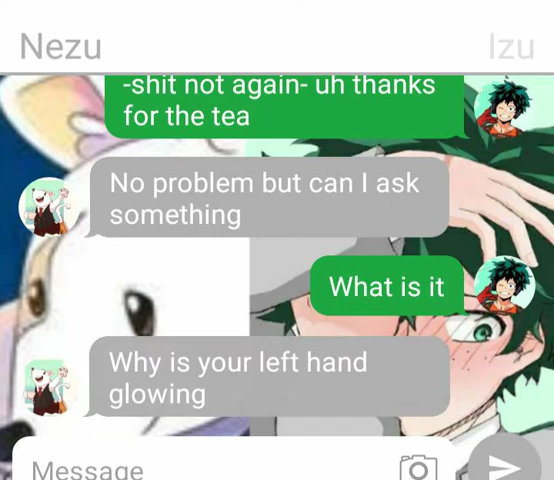 Nezu
Izu
-shit not again- uh thanks
for the tea
No problem but can I ask
something
What is it
Why is your left hand
glowing
Message